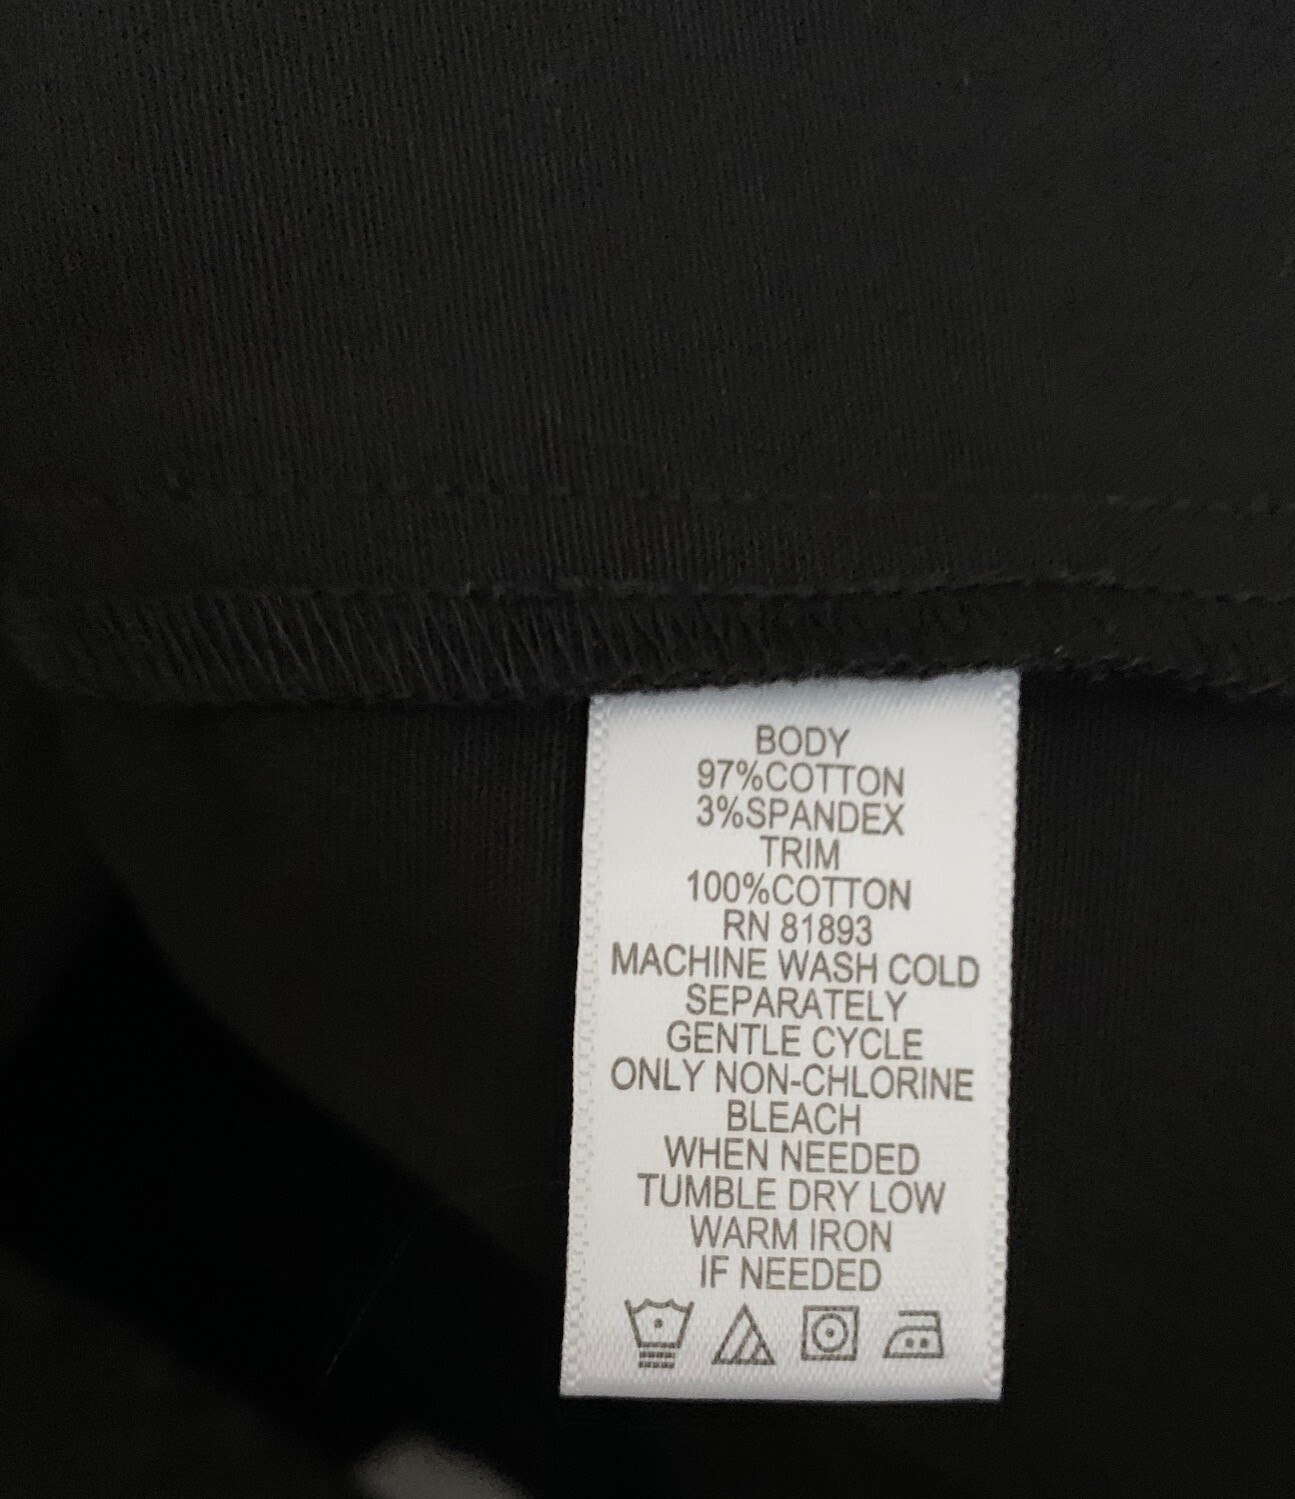 BODY
97%COTTON
3%SPANDEX
TRIM
100%COTTON
RN 81893
MACHINE WASH COLD
SEPARATELY
GENTLE CYCLE
ONLY NON-CHLORINE
BLEACH
WHEN NEEDED
TUMBLE DRY LOW
WARM IRON
IF NEEDED